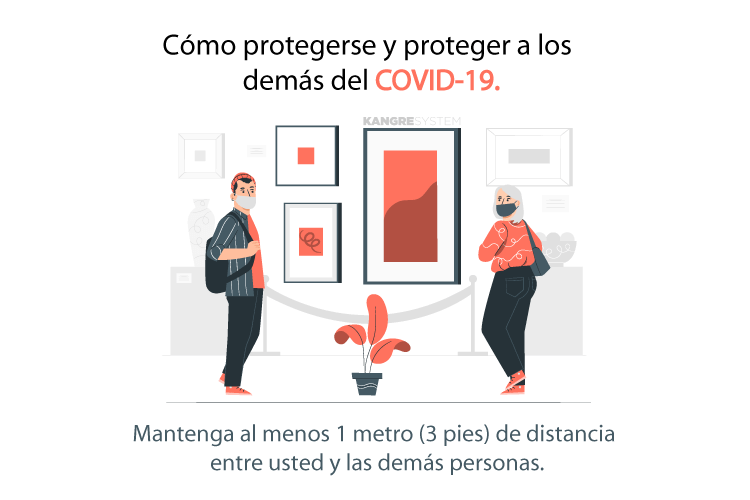 Cómo protegerse y proteger a los
demás del COVID-19.
KANGRESYSTEM
Mantenga al menos 1 metro (3 pies) de distancia
entre usted y las demás personas.